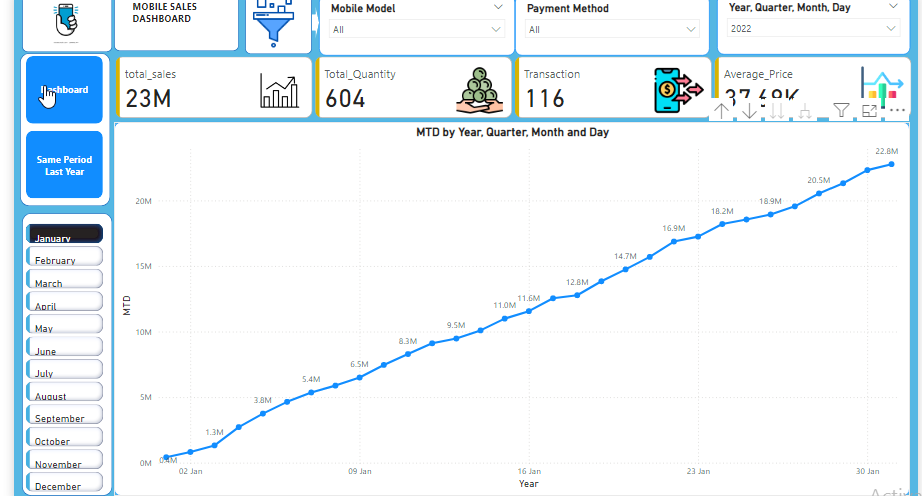 MOBILE SALES
DASHBOARD
Mobile Model
All
Payment Method
All
Year, Quarter, Month, Day
2022
Dashboard
Same Period
Last Year
total_sales
23M
Total_Quantity
604
Transaction
116
Average_Price
37.69K
January
February
March
April
May
June
July
August
September
October
November
December
MTD by Year, Quarter, Month and Day
MTD
20M
15M
10M
5M
0M
0.4M
1.3M
3.8M
5.4M
6.5M
8.3M
9.5M
11.0M
11.6M
12.8M
14.7M
16.9M
18.2M
18.9M
20.5M
22.8M
02 Jan
09 Jan
16 Jan
23 Jan
30 Jan
Year